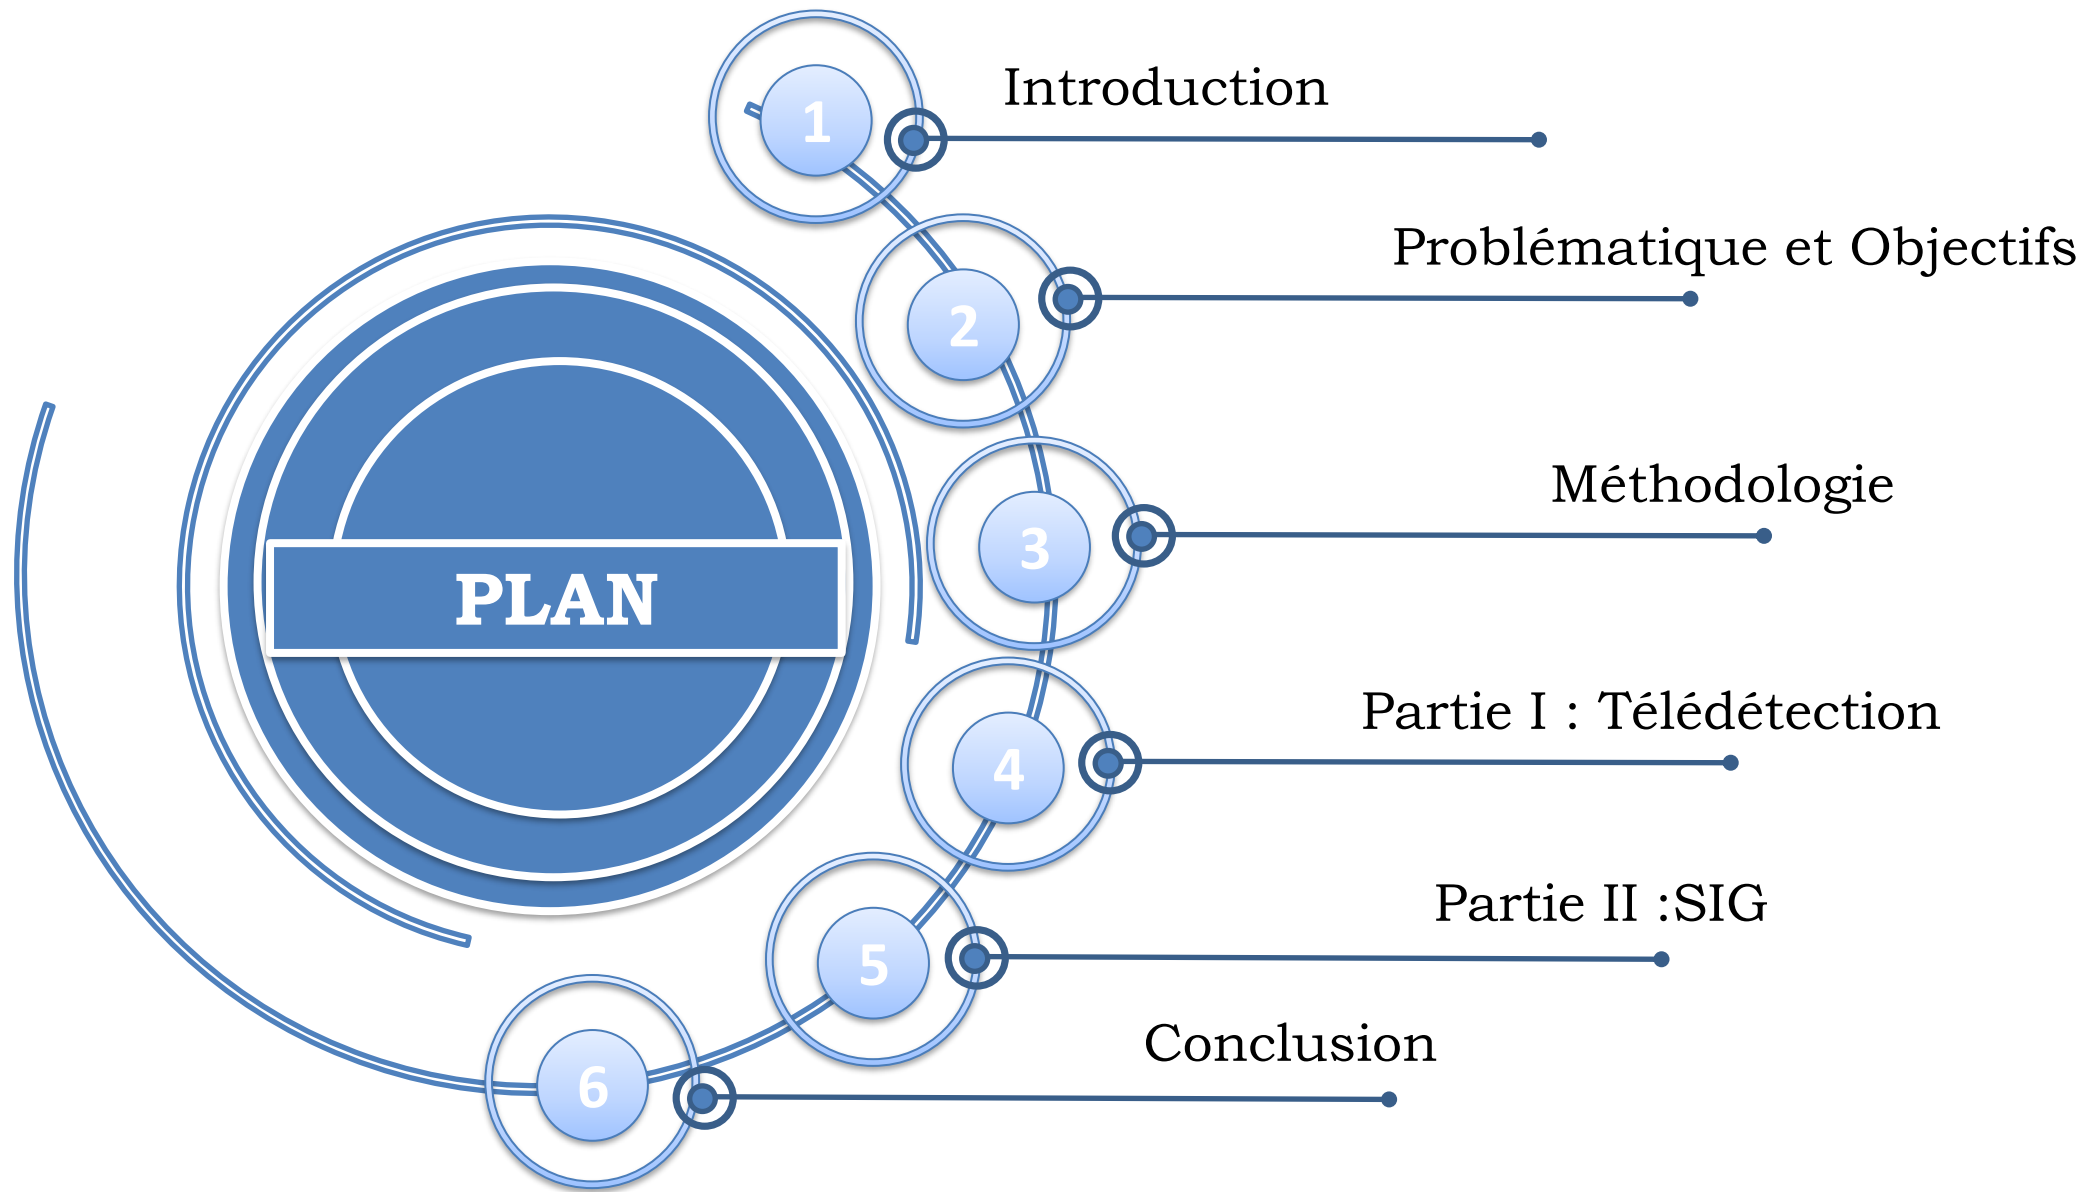 PLAN
1
Introduction
2
Problématique et Objectifs
3
Méthodologie
4
Partie I : Télédétection
5
Partie II :SIG
6
Conclusion